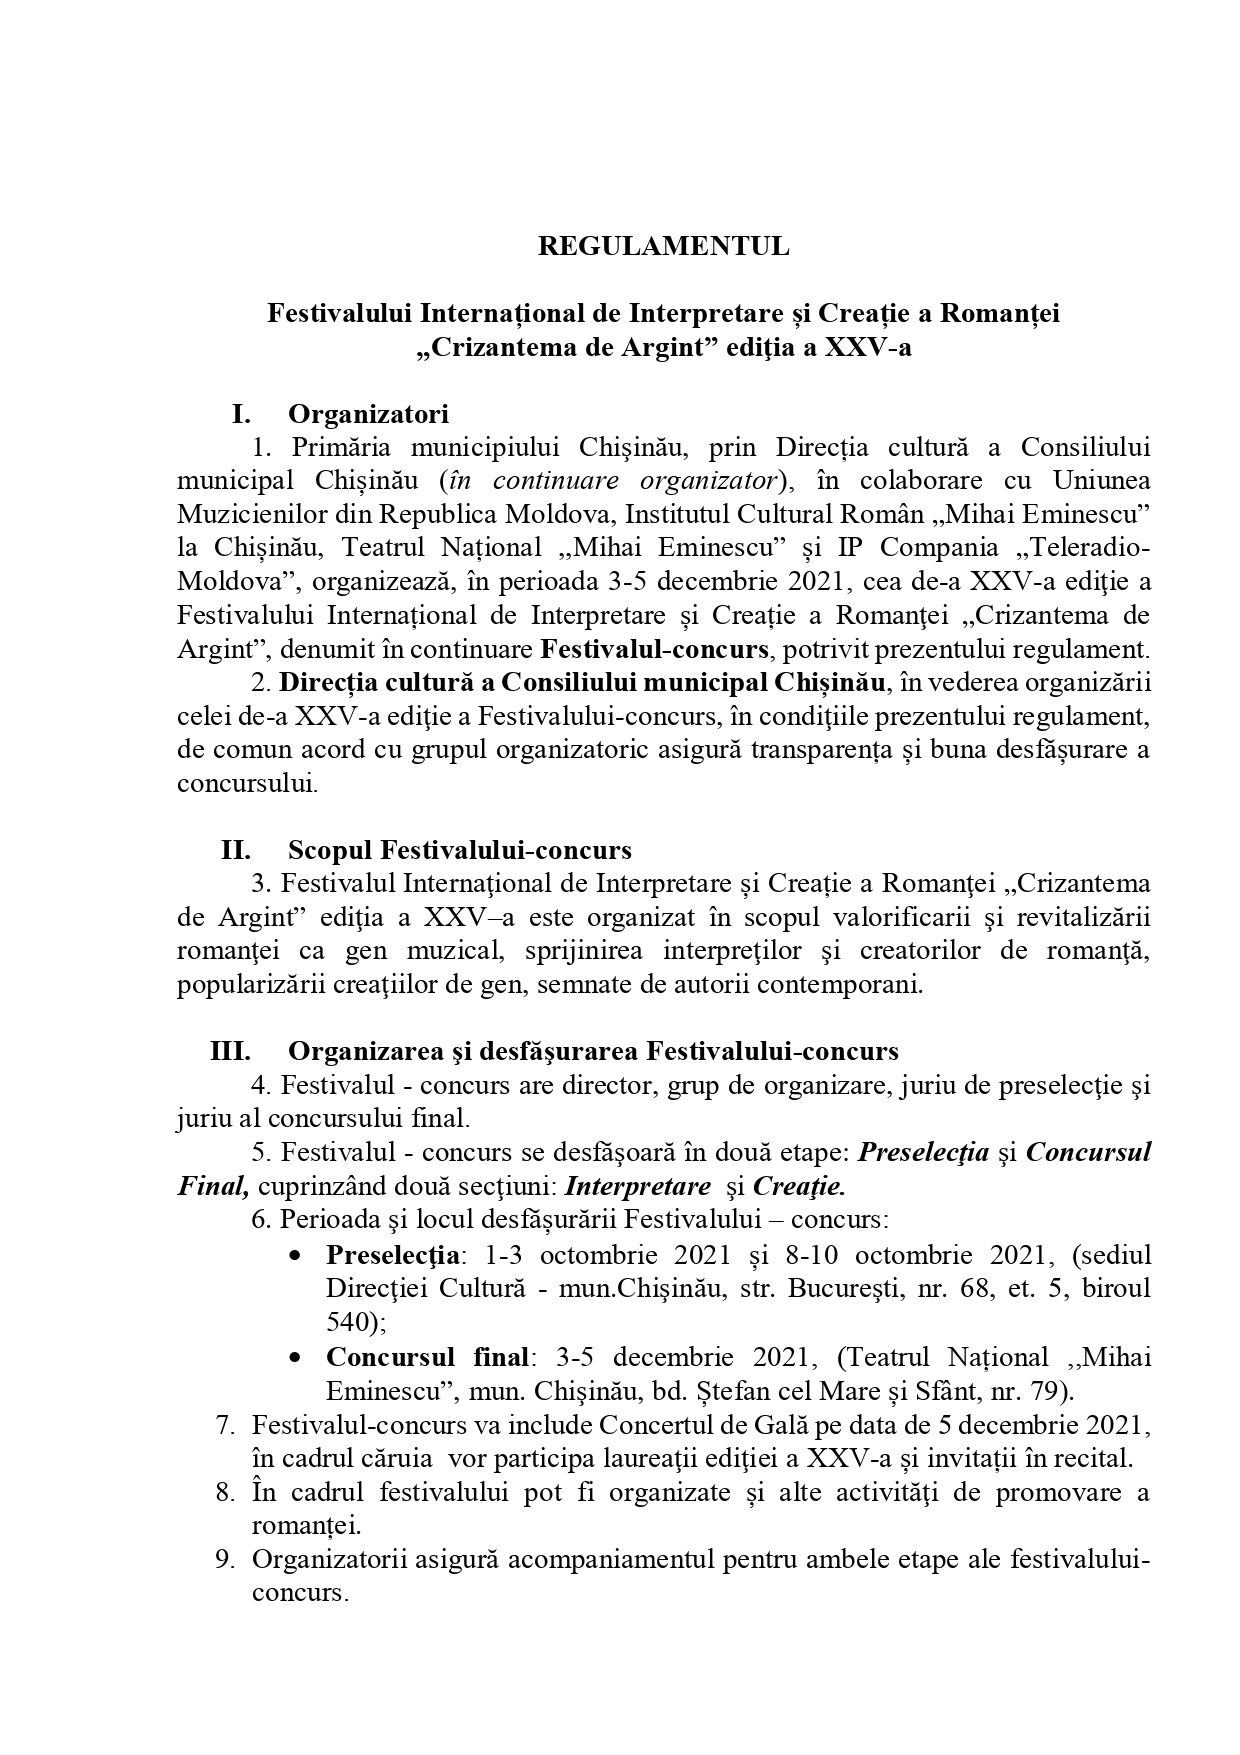 REGULAMENTUL
Festivalului Internațional de Interpretare și Creație a Romanței
„Crizantema de Argint” ediţia a XXV-a
I. Organizatori
1. Primăria municipiului Chişinău, prin Direcția cultură a Consiliului
municipal Chișinău (în continuare organizator), în colaborare cu Uniunea
Muzicienilor din Republica Moldova, Institutul Cultural Român „Mihai Eminescu”
la Chișinău, Teatrul Național ,,Mihai Eminescu” și IP Compania „Teleradio-
Moldova”, organizează, în perioada 3-5 decembrie 2021, cea de-a XXV-a ediţie a
Festivalului Internațional de Interpretare și Creație a Romanţei „Crizantema de
Argint”, denumit în continuare Festivalul-concurs, potrivit prezentului regulament.
2. Direcția cultură a Consiliului municipal Chișinău, în vederea organizării
celei de-a XXV-a ediţie a Festivalului-concurs, în condiţiile prezentului regulament,
de comun acord cu grupul organizatoric asigură transparența și buna desfășurare a
concursului.
II. Scopul Festivalului-concurs
3. Festivalul Internaţional de Interpretare și Creație a Romanţei „Crizantema
de Argint” ediţia a XXV–a este organizat în scopul valorificarii şi revitalizării
romanţei ca gen muzical, sprijinirea interpreţilor şi creatorilor de romanţă,
popularizării creaţiilor de gen, semnate de autorii contemporani.
III. Organizarea şi desfăşurarea Festivalului-concurs
4. Festivalul - concurs are director, grup de organizare, juriu de preselecţie şi
juriu al concursului final.
5. Festivalul - concurs se desfăşoară în două etape: Preselecţia şi Concursul
Final, cuprinzând două secţiuni: Interpretare şi Creaţie.
6. Perioada şi locul desfășurării Festivalului – concurs:
• Preselecţia: 1-3 octombrie 2021 și 8-10 octombrie 2021, (sediul
Direcţiei Cultură - mun.Chişinău, str. Bucureşti, nr. 68, et. 5, biroul
540);
• Concursul final: 3-5 decembrie 2021, (Teatrul Național ,,Mihai
Eminescu”, mun. Chişinău, bd. Ștefan cel Mare și Sfânt, nr. 79).
7. Festivalul-concurs va include Concertul de Gală pe data de 5 decembrie 2021,
în cadrul căruia vor participa laureaţii ediţiei a XXV-a și invitații în recital.
8. În cadrul festivalului pot fi organizate și alte activităţi de promovare a
romanței.
9. Organizatorii asigură acompaniamentul pentru ambele etape ale festivalului-
concurs.